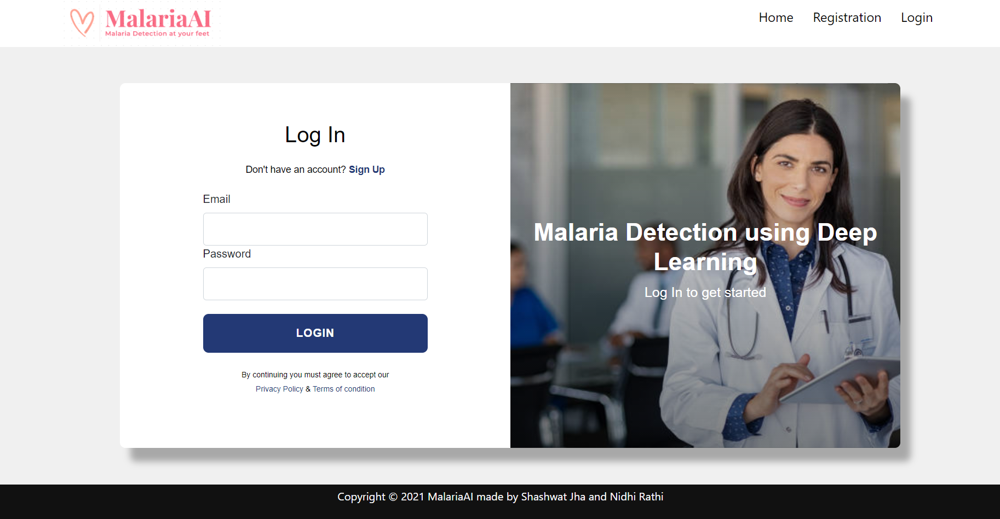 MalariaAI
Malaria Detection at your feet
Home Registration Login
Log In
Don't have an account? Sign Up
Email
Password
LOGIN
By continuing you must agree to accept our
Privacy Policy & Terms of condition
Malaria Detection using Deep
Learning
Log In to get started
Copyright © 2021 MalariaAI made by Shashwat Jha and Nidhi Rathi